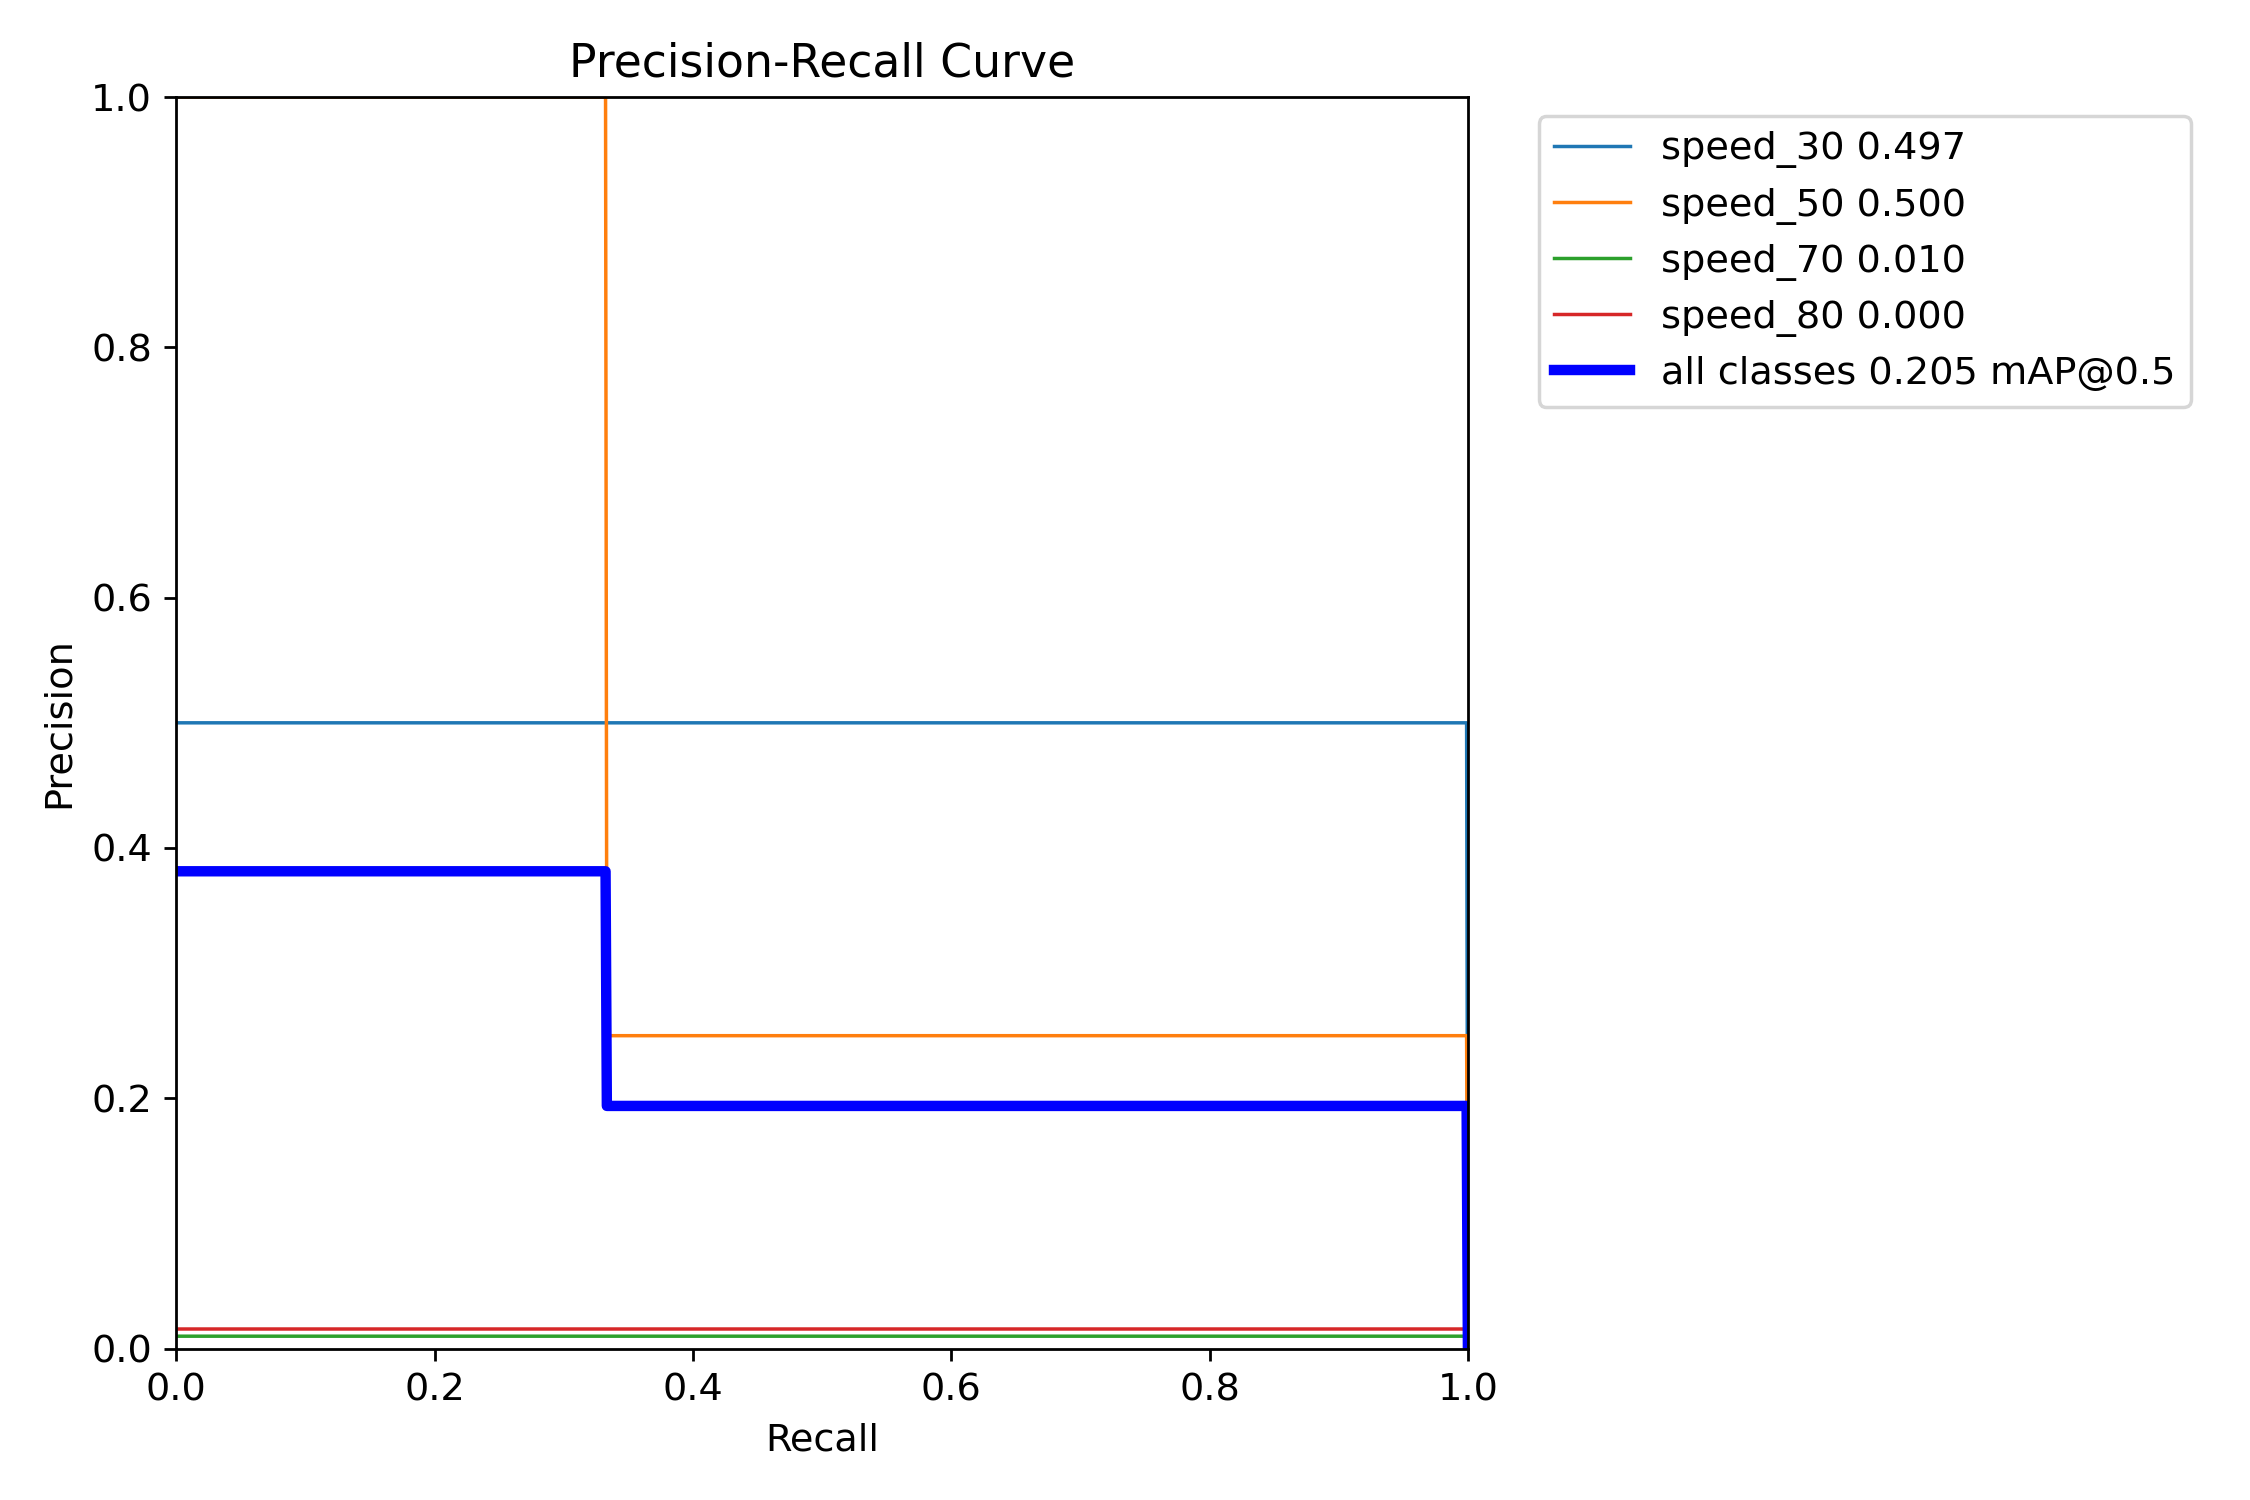 Precision-Recall Curve
1.0
0.8
0.6
0.4
0.2
0.0
Precision
0.0 0.2 0.4 0.6 0.8 1.0
Recall
speed_30 0.497
speed_50 0.500
speed_70 0.010
speed_80 0.000
all classes 0.205 mAP@0.5